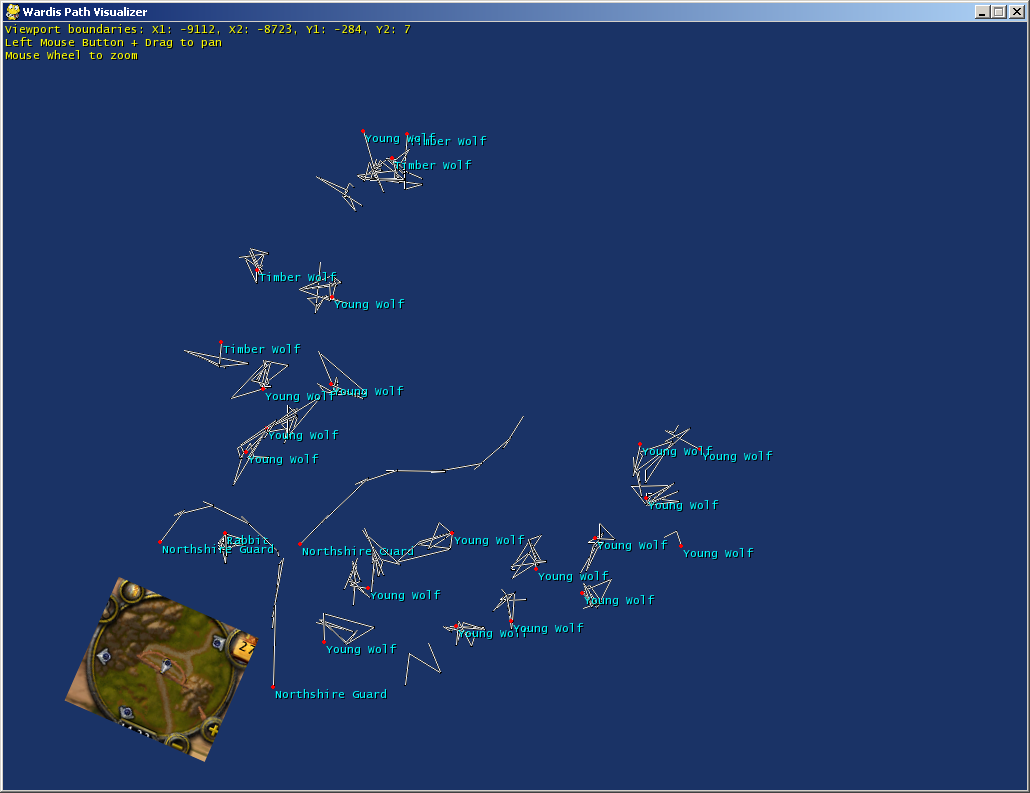 Wardis Path Visualizer
Viewport boundaries: X1: -9112, X2: -8723, Y1: -284, Y2: 7
Left Mouse Button + Drag to pan
Mouse Wheel to zoom
Young Wolf
Timber Wolf
Timber Wolf
Timber Wolf
Young Wolf
Timber Wolf
Young Wolf
Young Wolf
Young Wolf
Young Wolf
Young Wolf
Young Wolf
Young Wolf
Rabbit
Northshire Guard
Northshire Guard
Young Wolf
Young Wolf
Young Wolf
Young Wolf
Young Wolf
Young Wolf
Young Wolf
Young Wolf
Young Wolf
Northshire Guard
27